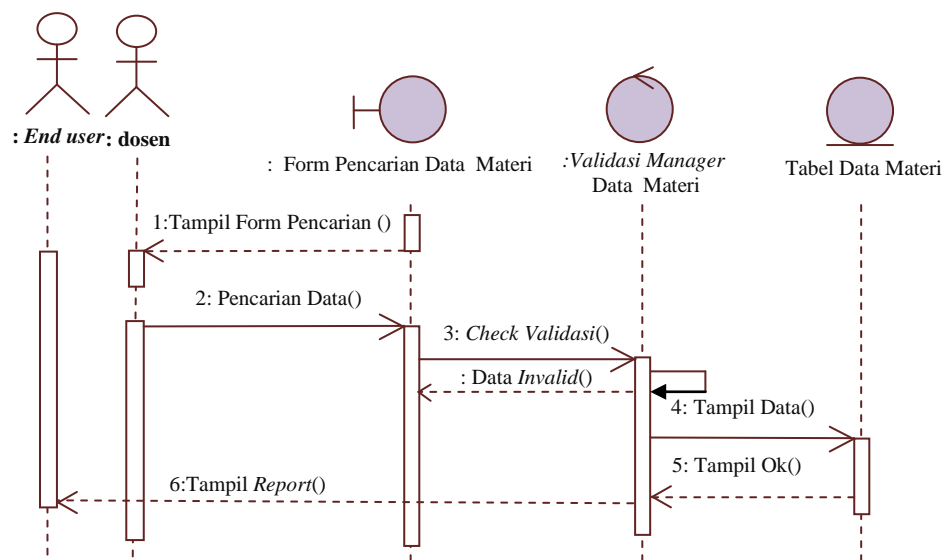 : End user
: dosen
: Form Pencarian Data Materi
:Validasi Manager
Data Materi
Tabel Data Materi
1:Tampil Form Pencarian ()
2: Pencarian Data()
3: Check Validasi()
: Data Invalid()
4: Tampil Data()
5: Tampil Ok()
6:Tampil Report()